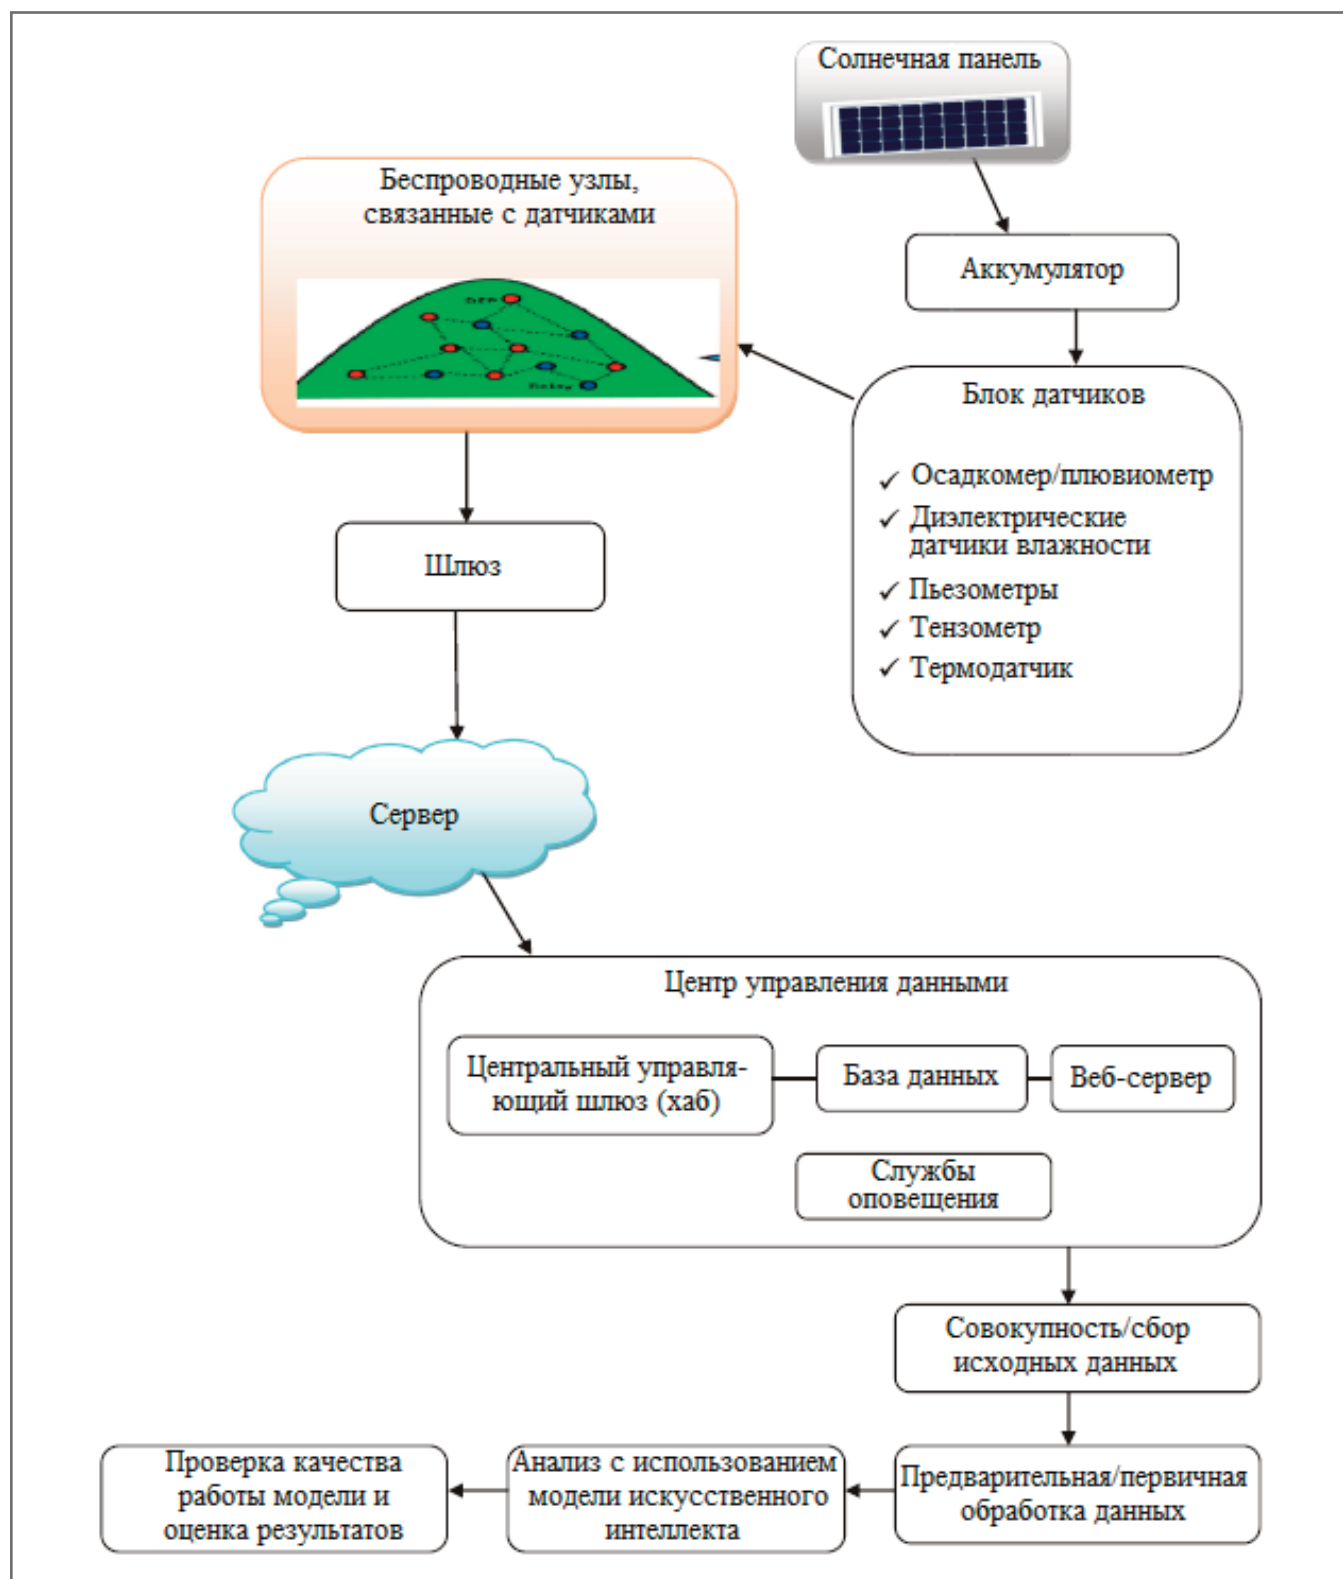 Солнечная панель
Беспроводные узлы,
связанные с датчиками
Аккумулятор
Блок датчиков
Осадкомер/плювиометр
Диэлектрические
датчики влажности
Пьезометры
Тензометр
Термодатчик
Шлюз
Сервер
Центр управления данными
Центральный управля-
ющий шлюз (хаб)
База данных
Веб-сервер
Службы
оповещения
Совокупность/сбор
исходных данных
Предварительная/первичная
обработка данных
Анализ с использованием
модели искусственного
интеллекта
Проверка качества
работы модели и
оценка результатов